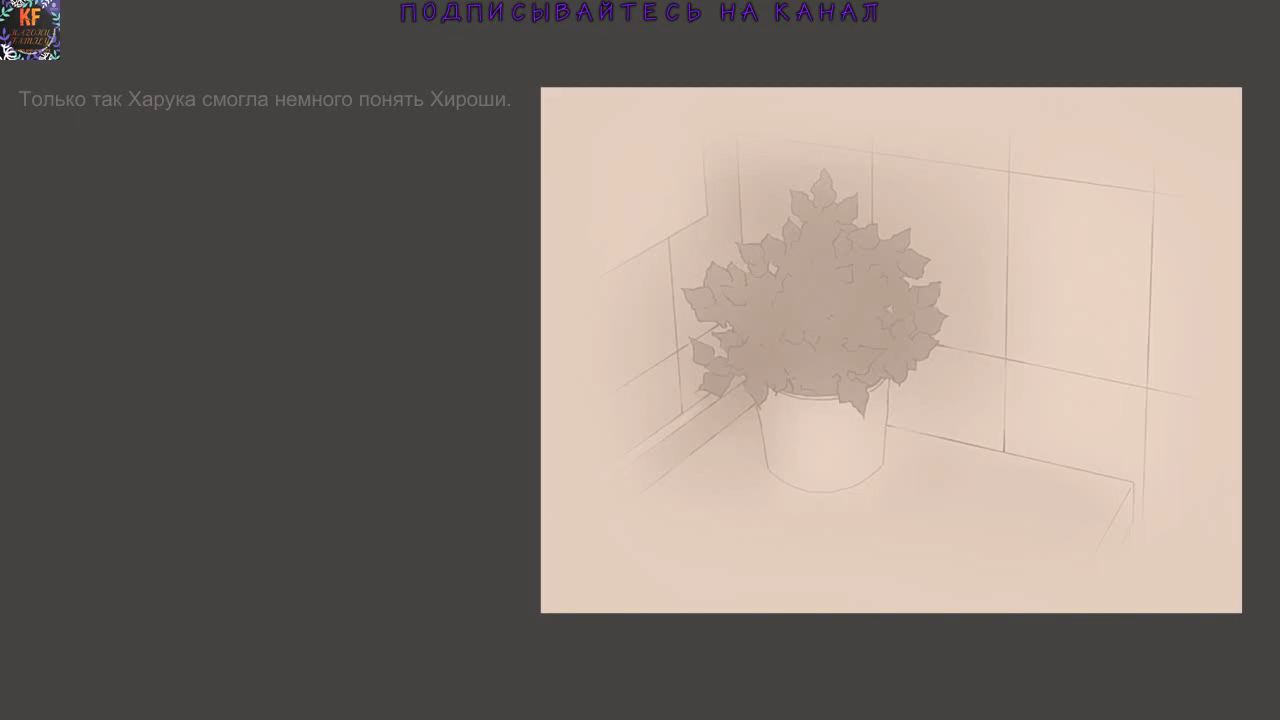 ПОДПИСЫВАЙТЕСЬ НА КАНАЛ
KF
Только так Харука смогла немного понять Хироши.